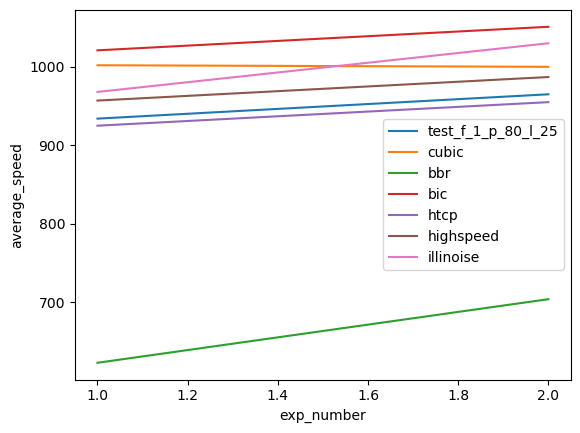 average_speed
1000
900
800
700
1.0
1.2
1.4
1.6
1.8
2.0
exp_number
test_f_1_p_80_l_25
cubic
bbr
bic
htcp
highspeed
illinoise